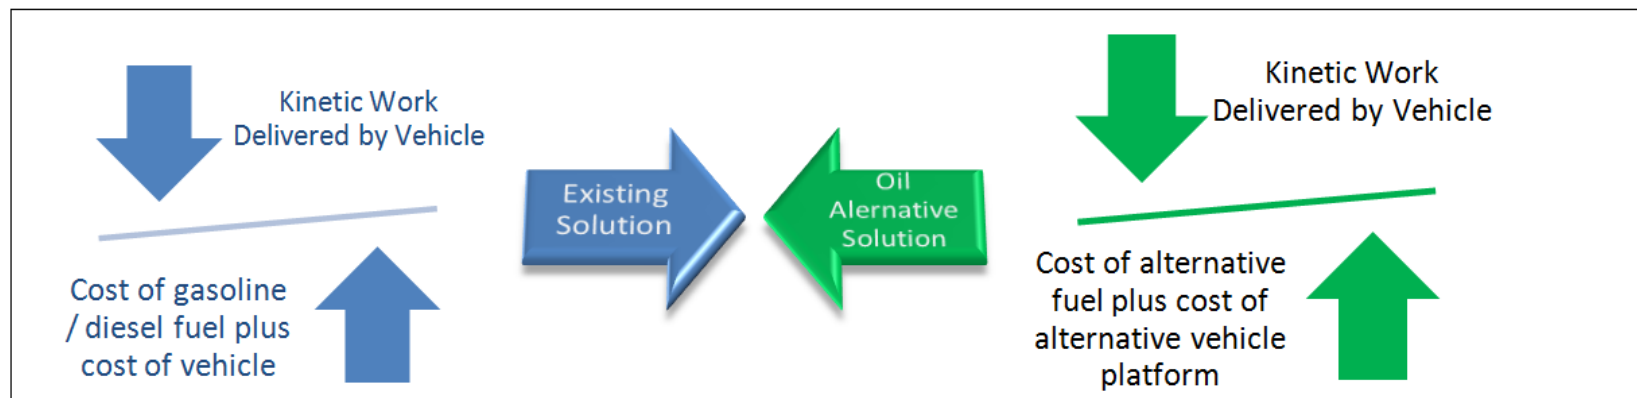 Kinetic Work
Delivered by Vehicle
Cost of gasoline
/ diesel fuel plus
cost of vehicle
Existing
Solution
Oil
Alernative
Solution
Kinetic Work
Delivered by Vehicle
Cost of alternative
fuel plus cost of
alternative vehicle
platform